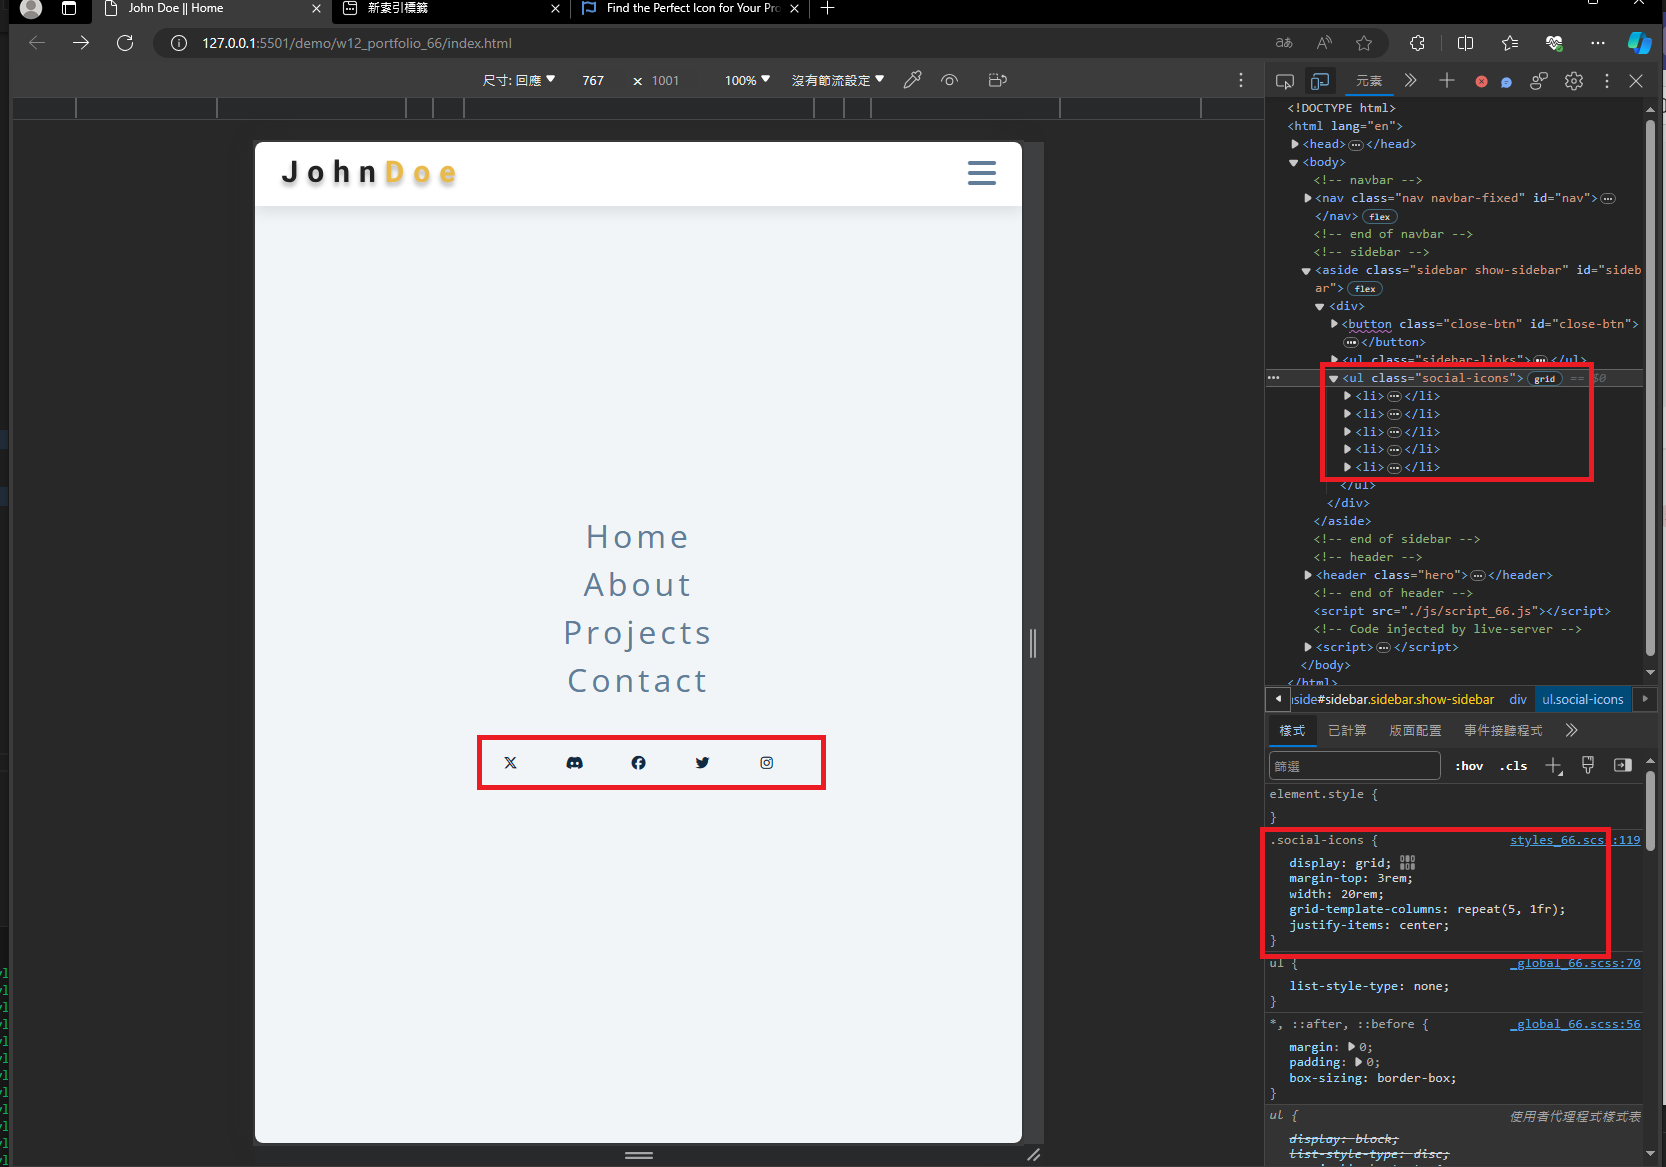 John Doe || Home
新索引標籤
Find the Perfect Icon for Your Pro
127.0.0.1:5501/demo/w12_portfolio_66/index.html
尺寸: 回應 ▼ 767 × 1001 100% ▼ 沒有節流設定 ▼
元素
JohnDoe
Home
About
Projects
Contact
<!DOCTYPE html>
<html lang="en">
<head>…</head>
<body>
<!-- navbar -->
<nav class="nav navbar-fixed" id="nav">…
</nav> flex
<!-- end of navbar -->
<!-- sidebar -->
<aside class="sidebar show-sidebar" id="sideb
ar"> flex
<div>
<button class="close-btn" id="close-btn">
…</button>
<ul class="sidebar-links">…</ul>
… <ul class="social-icons"> grid == $0
<li>…</li>
<li>…</li>
<li>…</li>
<li>…</li>
<li>…</li>
</ul>
</div>
</aside>
<!-- end of sidebar -->
<!-- header -->
<header class="hero">…</header>
<!-- end of header -->
<script src="./js/script_66.js"></script>
<!-- Code injected by live-server -->
<script>…</script>
</body>
</html>
aside#sidebar.sidebar.show-sidebar div ul.social-icons
樣式 已計算 版面配置 事件接聽程式
篩選 :hov .cls
element.style {
}
.social-icons { styles_66.scss:119
display: grid;
margin-top: 3rem;
width: 20rem;
grid-template-columns: repeat(5, 1fr);
justify-items: center;
}
ul { _global_66.scss:70
list-style-type: none;
}
*, ::after, ::before { _global_66.scss:56
margin: 0;
padding: 0;
box-sizing: border-box;
}
ul { 使用者代理程式樣式表
display: block;
list-style-type: disc;